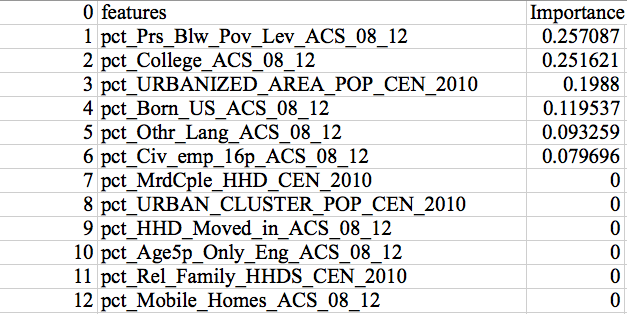 0 features Importance
1 pct_Prs_Blw_Pov_Lev_ACS_08_12 0.257087
2 pct_College_ACS_08_12 0.251621
3 pct_URBANIZED_AREA_POP_CEN_2010 0.1988
4 pct_Born_US_ACS_08_12 0.119537
5 pct_Othr_Lang_ACS_08_12 0.093259
6 pct_Civ_emp_16p_ACS_08_12 0.079696
7 pct_MrdCple_HHD_CEN_2010 0
8 pct_URBAN_CLUSTER_POP_CEN_2010 0
9 pct_HHD_Moved_in_ACS_08_12 0
10 pct_Age5p_Only_Eng_ACS_08_12 0
11 pct_Rel_Family_HHDS_CEN_2010 0
12 pct_Mobile_Homes_ACS_08_12 0